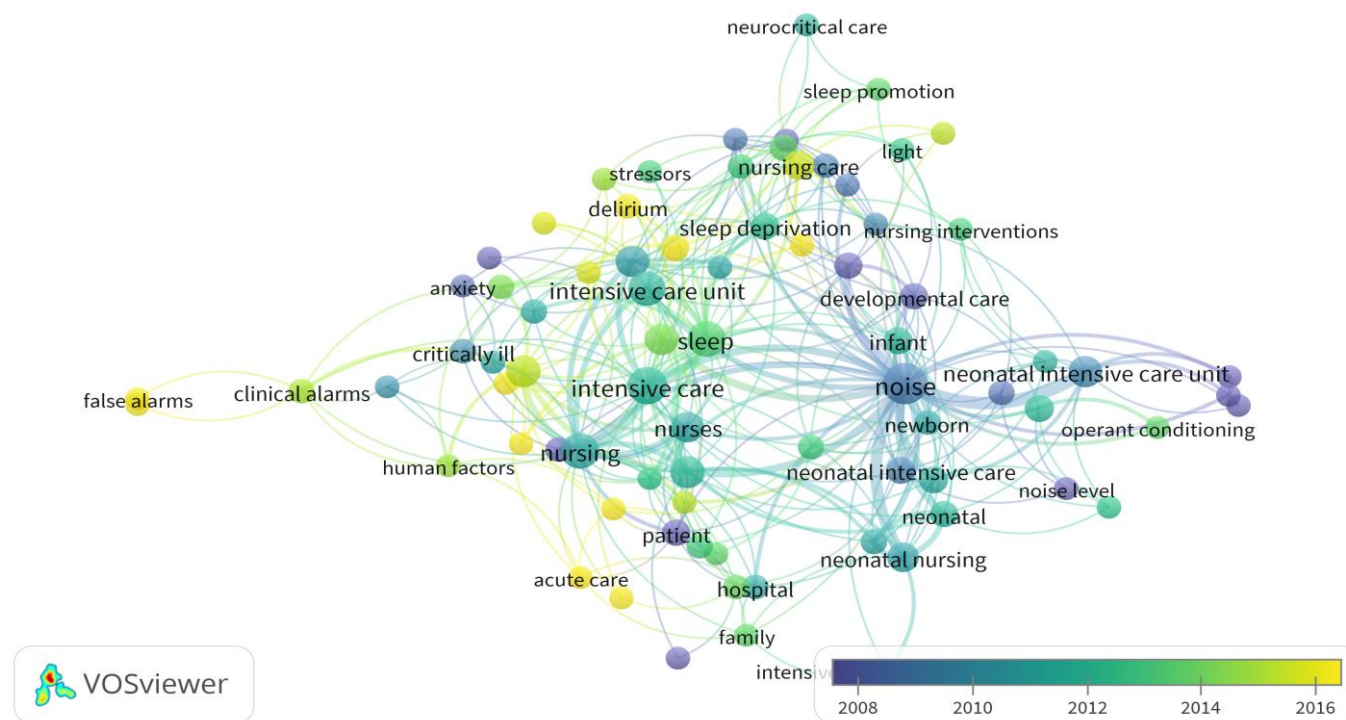 neurocritical care
sleep promotion
light
nursing care
stressors
delirium
sleep deprivation
nursing interventions
anxiety
intensive care unit
developmental care
sleep
infant
critically ill
noise
neonatal intensive care unit
intensive care
false alarms
clinical alarms
nurses
newborn
operant conditioning
nursing
human factors
neonatal intensive care
noise level
neonatal
patient
neonatal nursing
acute care
hospital
family
VOSviewer
2008
2010
2012
2014
2016